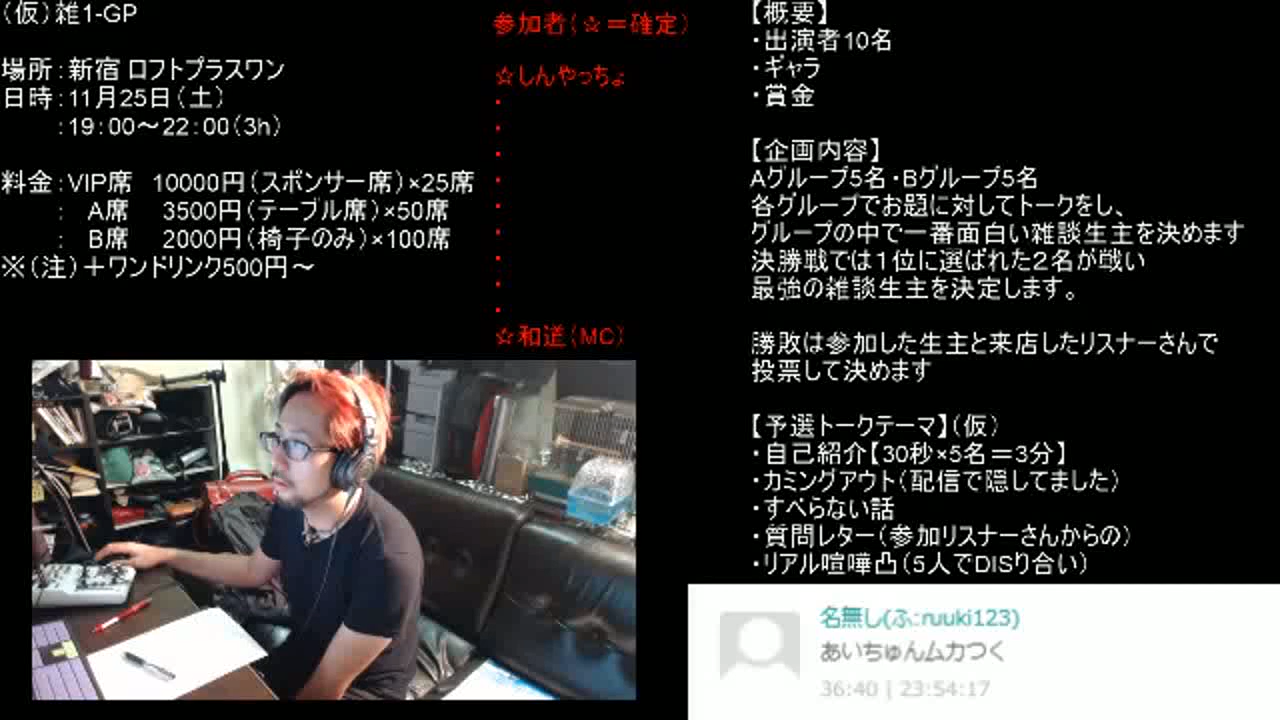 (仮)雑1-GP
場所:新宿 ロフトプラスワン
日時:11月25日(土)
:19:00～22:00(3h)
料金:VIP席 10000円(スポンサー席)×25席
: A席 3500円(テーブル席)×50席
: B席 2000円(椅子のみ)×100席
※(注)＋ワンドリンク500円～
参加者(☆＝確定)
☆しんやっちょ
・
・
・
・
・
・
・
・
・
☆和道(MC)
【概要】
・出演者10名
・ギャラ
・賞金
【企画内容】
Aグループ5名・Bグループ5名
各グループでお題に対してトークをし、
グループの中で一番面白い雑談生主を決めます
決勝戦では１位に選ばれた２名が戦い
最強の雑談生主を決定します。
勝敗は参加した生主と来店したリスナーさんで
投票して決めます
【予選トークテーマ】(仮)
・自己紹介【30秒×5名＝3分】
・カミングアウト(配信で隠してました)
・すべらない話
・質問レター(参加リスナーさんからの)
・リアル喧嘩凸(5人でDISり合い)
名無し(ふ:ruuki123)
あいちゅんムカつく
36:40 | 23:54:17